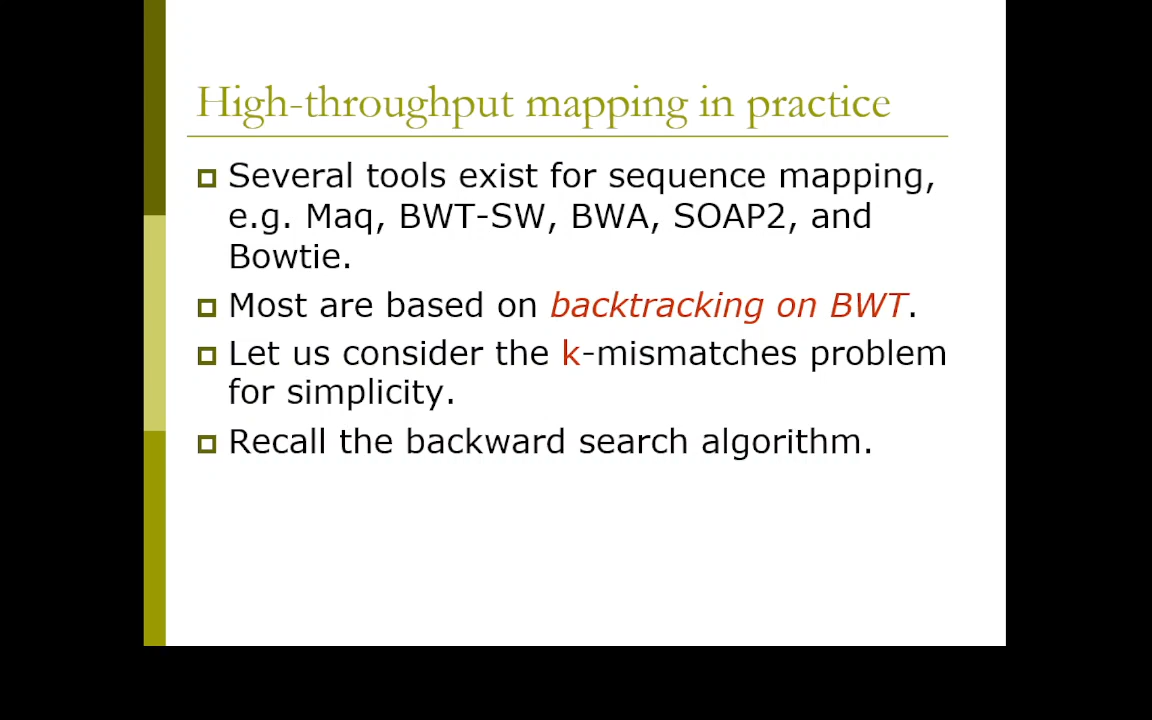 High-throughput mapping in practice
Several tools exist for sequence mapping,
e.g. Maq, BWT-SW, BWA, SOAP2, and
Bowtie.
Most are based on backtracking on BWT.
Let us consider the k-mismatches problem
for simplicity.
Recall the backward search algorithm.